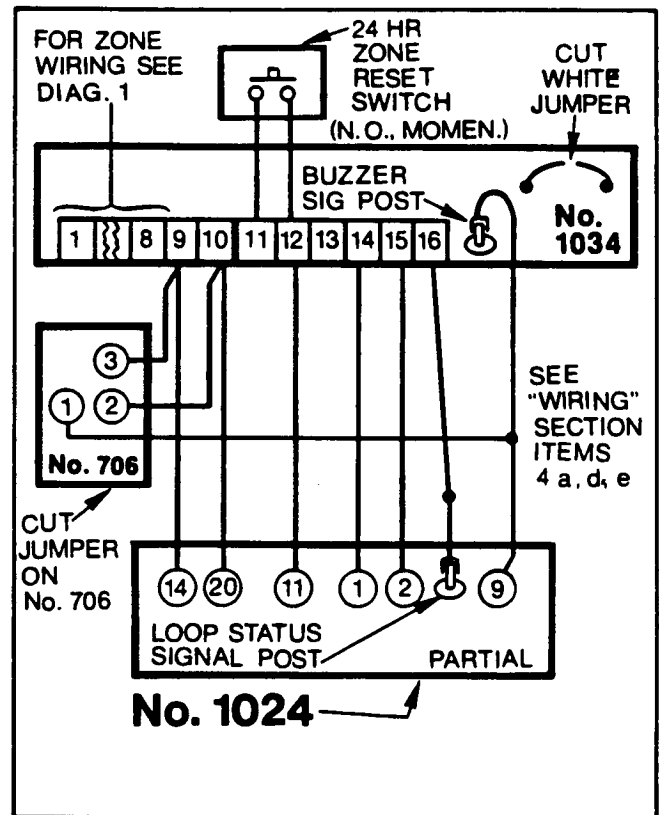 FOR ZONE
WIRING SEE
DIAG. 1
24 HR
ZONE
RESET
SWITCH
(N.O., MOMEN.)
CUT
WHITE
JUMPER
BUZZER
SIG POST
No.
1034
1 8 9 10 11 12 13 14 15 16
3
1 2
No. 706
SEE
"WIRING"
SECTION
ITEMS
4 a, d, e
CUT
JUMPER
ON
No. 706
14 20 11 1 2 9
LOOP STATUS
SIGNAL POST
PARTIAL
No. 1024